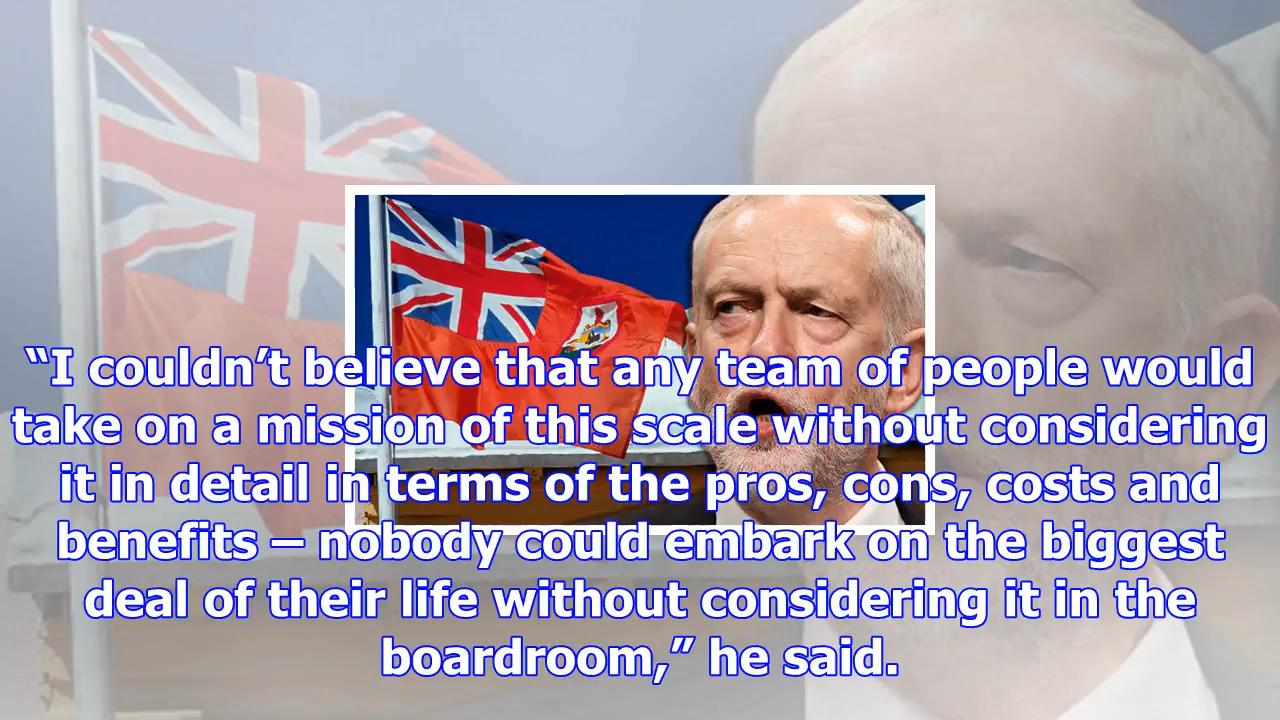 “I couldn’t believe that any team of people would
take on a mission of this scale without considering
it in detail in terms of the pros, cons, costs and
benefits – nobody could embark on the biggest
deal of their life without considering it in the
boardroom,” he said.